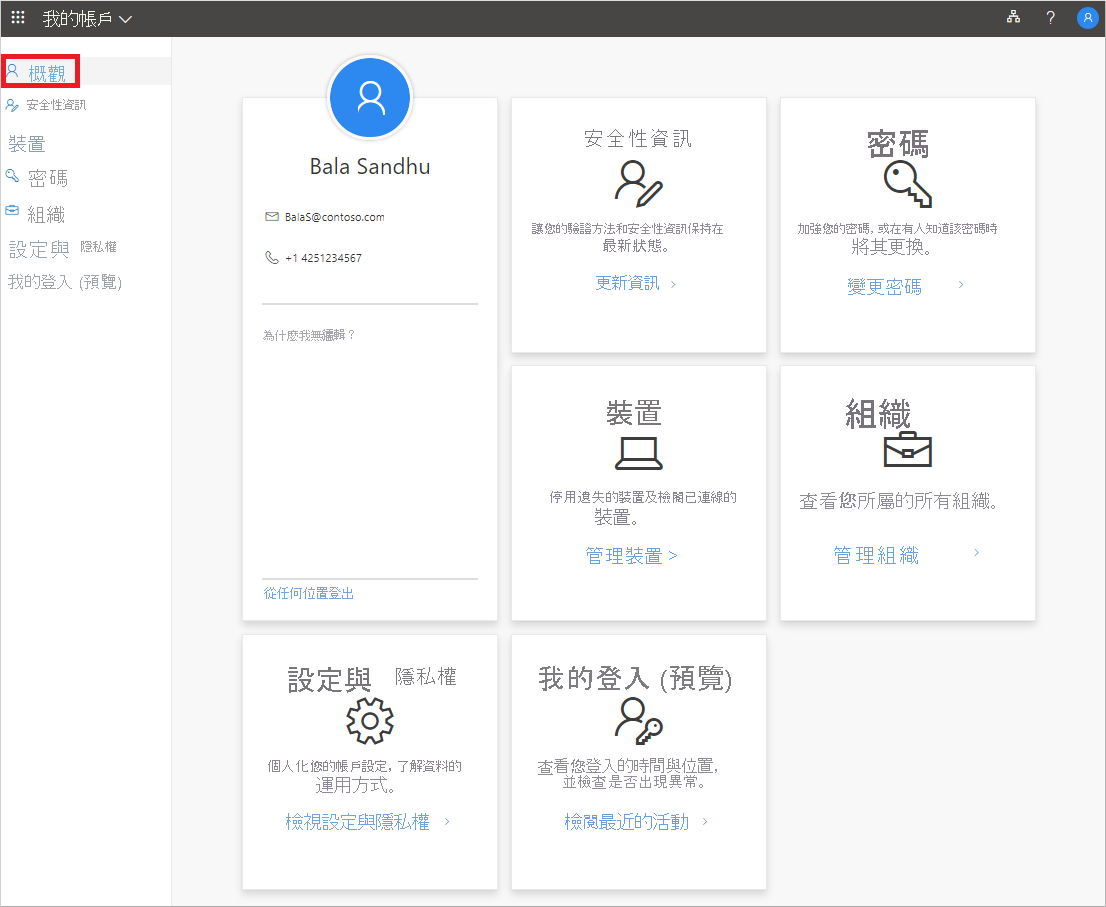 我的帳戶
?
概觀
安全性資訊
裝置
密碼
組織
設定與 隱私權
我的登入 (預覽)
Bala Sandhu
BalaS@contoso.com
+1 4251234567
為什麼我無編輯?
從任何位置登出
安全性資訊
讓您的驗證方法和安全性資訊保持在
最新狀態。
更新資訊 >
密碼
加強您的密碼, 或在有人知道該密碼時
將其更換。
變更密碼 >
裝置
停用遺失的裝置及檢閱已連線的
裝置。
管理裝置 >
組織
查看您所屬的所有組織。
管理組織 >
設定與 隱私權
個人化您的帳戶設定, 了解資料的
運用方式。
檢視設定與隱私權 >
我的登入 (預覽)
查看您登入的時間與位置,
並檢查是否出現異常。
檢閱最近的活動 >